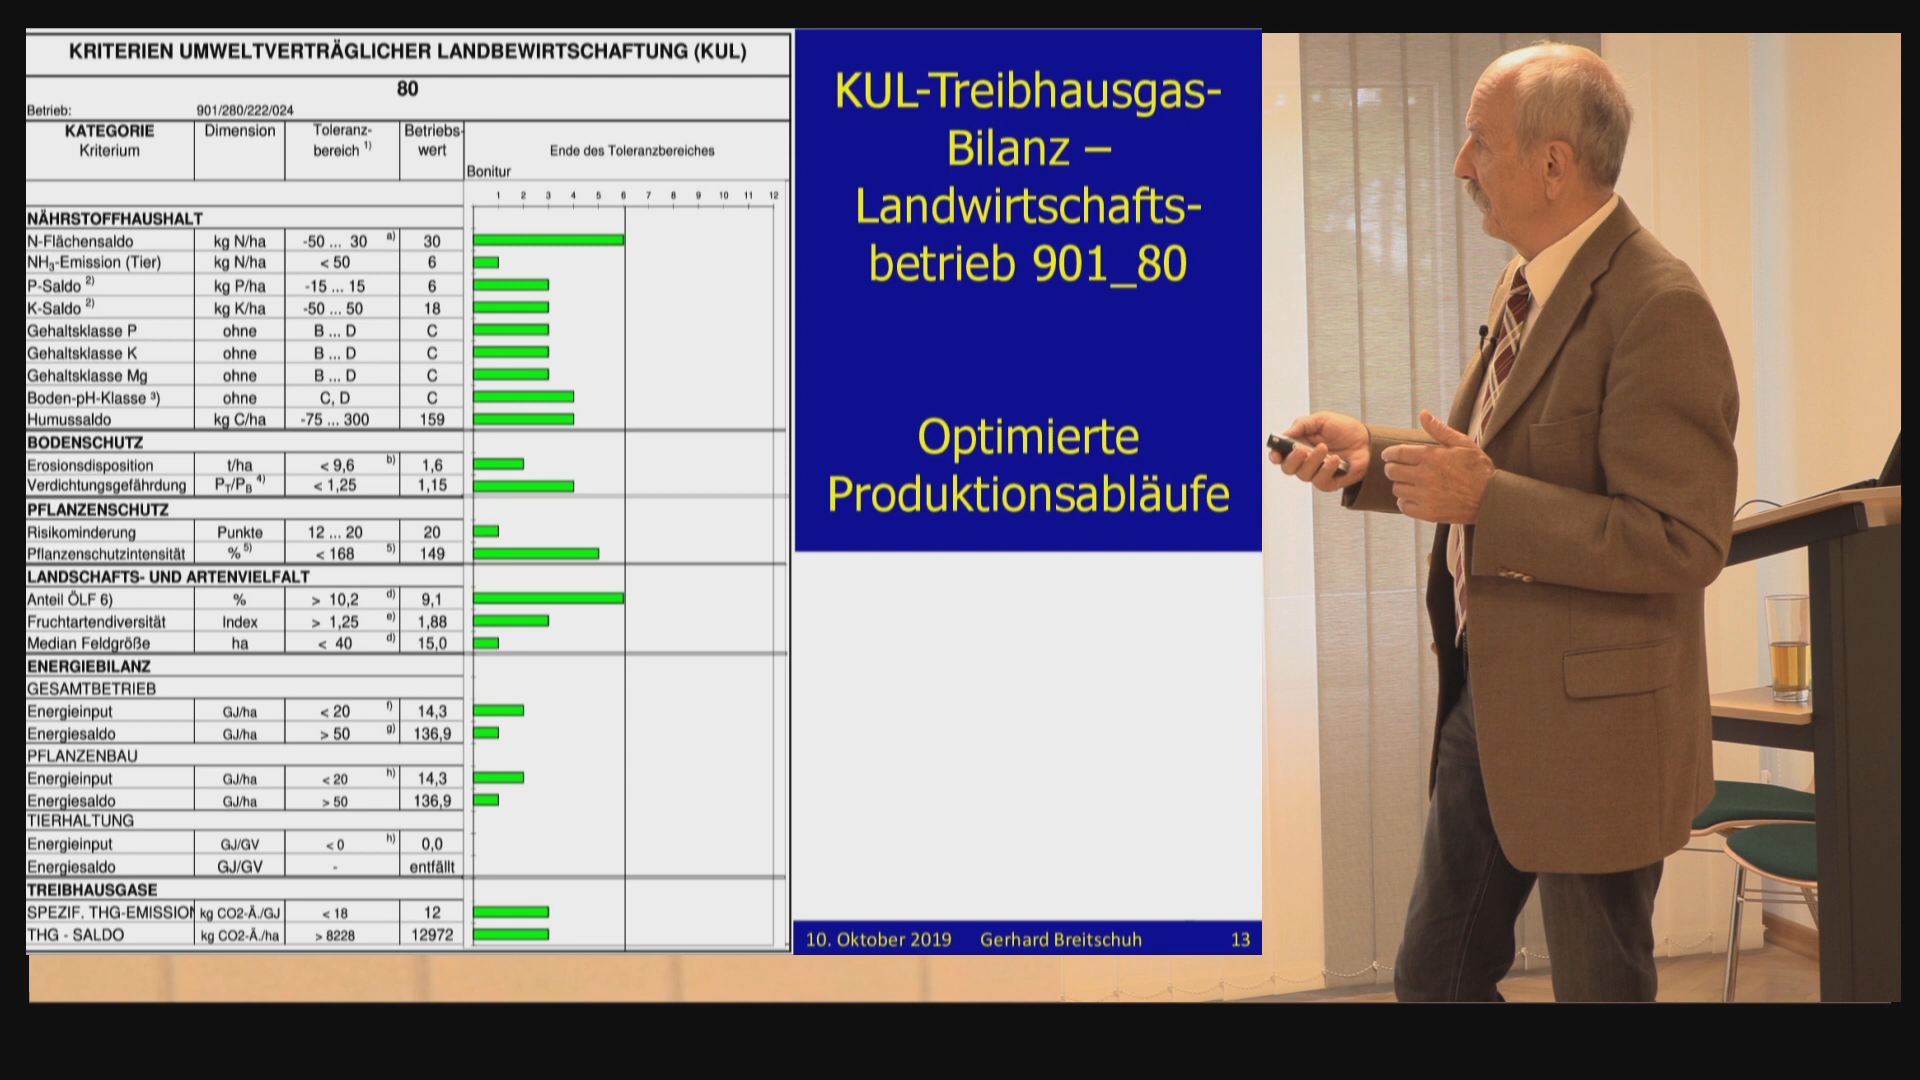 KRITERIEN UMWELTVERTRÄGLICHER LANDBEWIRTSCHAFTUNG (KUL)
80
Betrieb: 901/280/222/024
KATEGORIE Dimension Toleranz- Betriebs-
Kriterium bereich 1) wert Ende des Toleranzbereiches
Bonitur
1 2 3 4 5 6 7 8 9 10 11 12
NÄHRSTOFFHAUSHALT
N-Flächensaldo kg N/ha -50 ... 30 a) 30
NH3-Emission (Tier) kg N/ha < 50 6
P-Saldo 2) kg P/ha -15 ... 15 6
K-Saldo 2) kg K/ha -50 ... 50 18
Gehaltsklasse P ohne B ... D C
Gehaltsklasse K ohne B ... D C
Gehaltsklasse Mg ohne B ... D C
Boden-pH-Klasse 3) ohne C, D C
Humussaldo kg C/ha -75 ... 300 159
BODENSCHUTZ
Erosionsdisposition t/ha < 9,6 b) 1,6
Verdichtungsgefährdung PT/PB 4) < 1,25 1,15
PFLANZENSCHUTZ
Risikominderung Punkte 12 ... 20 20
Pflanzenschutzintensität % 5) < 168 5) 149
LANDSCHAFTS- UND ARTENVIELFALT
Anteil ÖLF 6) % > 10,2 d) 9,1
Fruchtartendiversität Index > 1,25 e) 1,88
Median Feldgröße ha < 40 d) 15,0
ENERGIEBILANZ
GESAMTBETRIEB
Energieinput GJ/ha < 20 f) 14,3
Energiesaldo GJ/ha > 50 g) 136,9
PFLANZENBAU
Energieinput GJ/ha < 20 h) 14,3
Energiesaldo GJ/ha > 50 136,9
TIERHALTUNG
Energieinput GJ/GV < 0 h) 0,0
Energiesaldo GJ/GV - entfällt
TREIBHAUSGASE
SPEZIF. THG-EMISSION kg CO2-Ä./GJ < 18 12
THG - SALDO kg CO2-Ä./ha > 8228 12972
KUL-Treibhausgas-
Bilanz –
Landwirtschafts-
betrieb 901_80
Optimierte
Produktionsabläufe
10. Oktober 2019 Gerhard Breitschuh 13